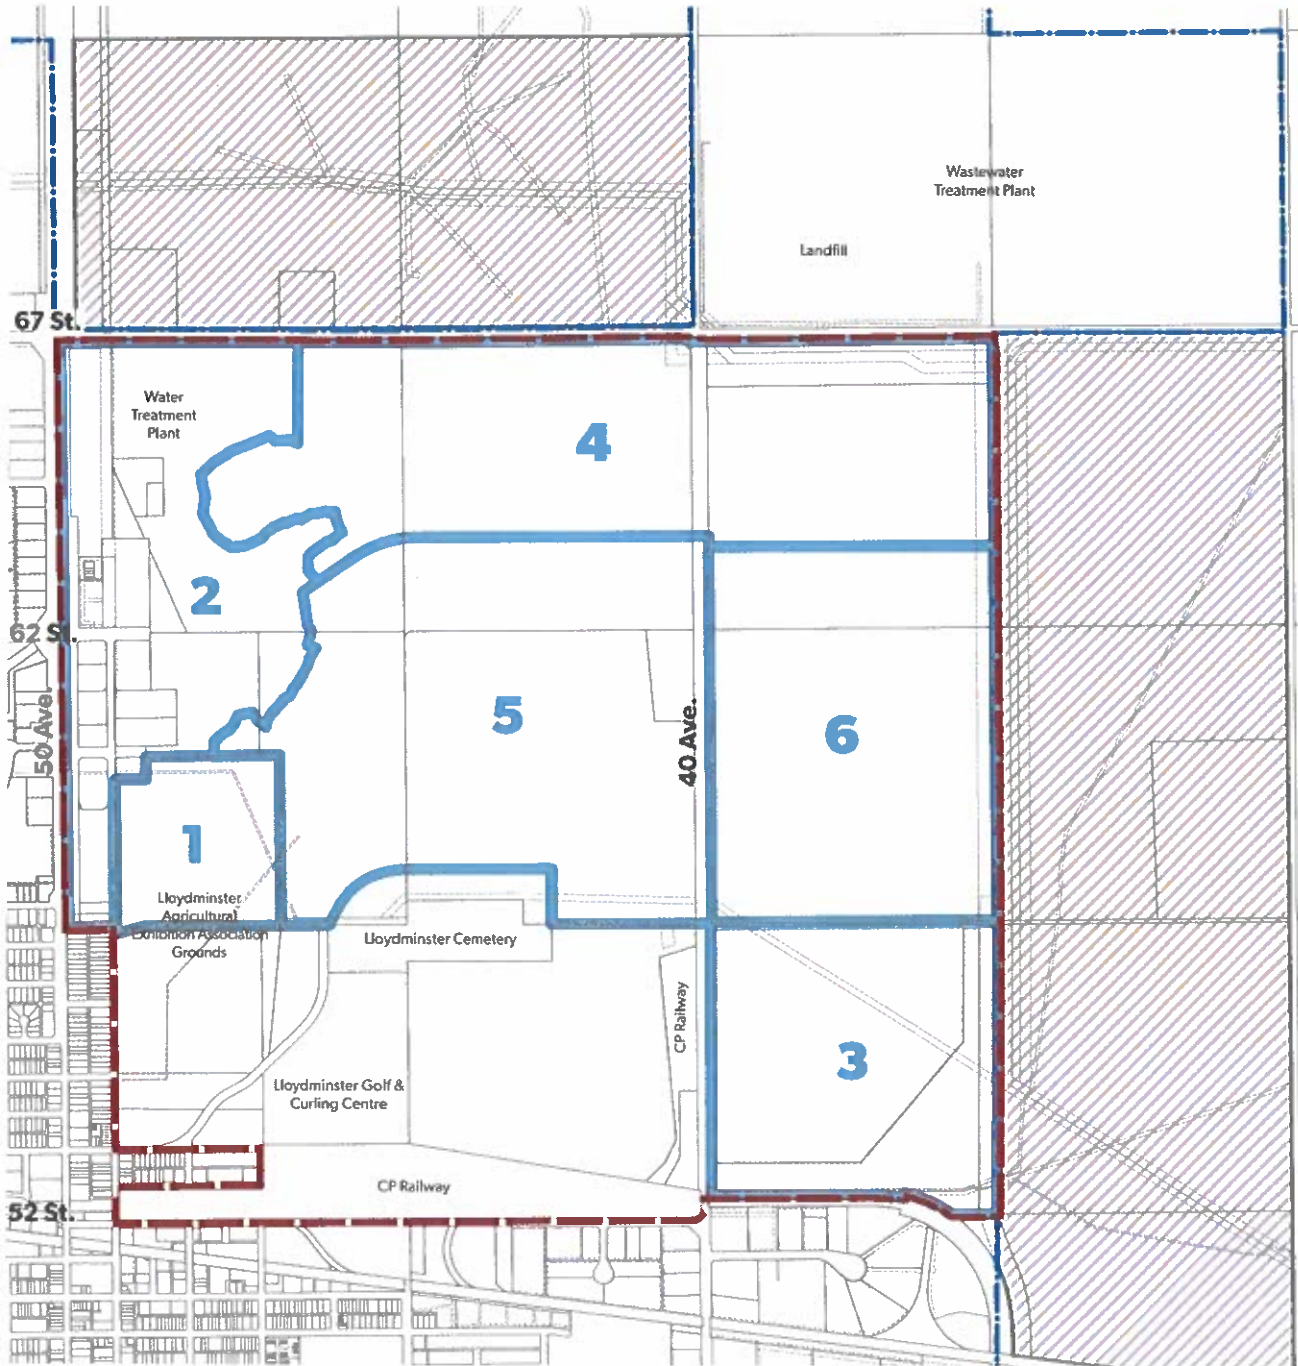 Wastewater
Treatment Plant
Landfill
67 St.
Water
Treatment
Plant
4
2
62 St.
50 Ave.
5
40 Ave.
6
1
Lloydminster
Agricultural
Exhibition Association
Grounds
Lloydminster Cemetery
CP Railway
3
Lloydminster Golf &
Curling Centre
CP Railway
52 St.